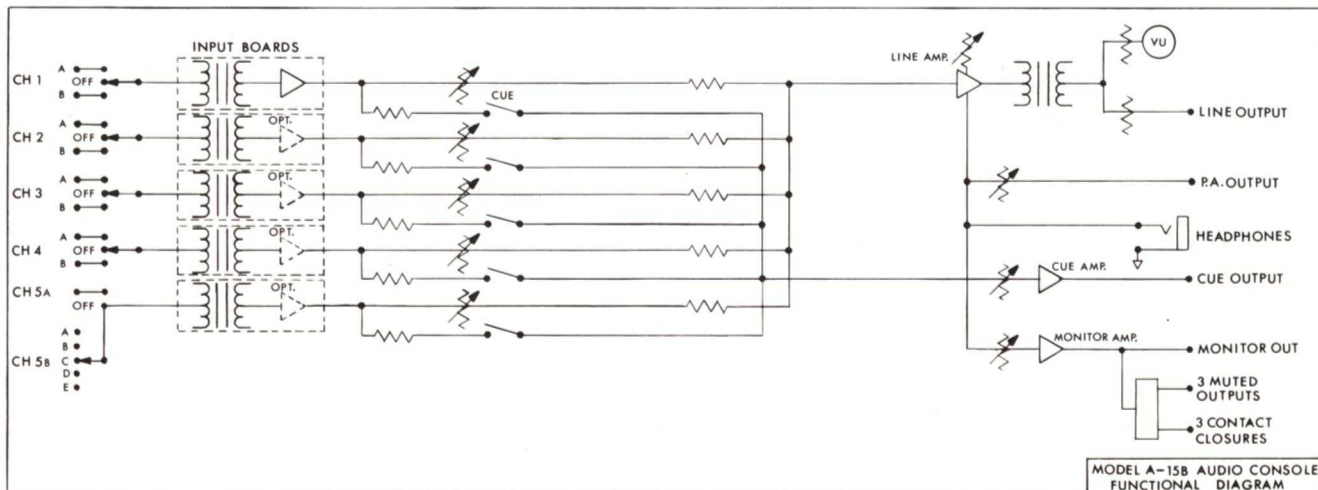 INPUT BOARDS
CH 1
A
OFF
B
CUE
CH 2
A
OFF
B
OPT.
CH 3
A
OFF
B
OPT.
CH 4
A
OFF
B
OPT.
CH 5A
OFF
OPT.
CH 5B
A
B
C
D
E
LINE AMP.
VU
LINE OUTPUT
P.A. OUTPUT
HEADPHONES
CUE AMP.
CUE OUTPUT
MONITOR AMP.
MONITOR OUT
3 MUTED
OUTPUTS
3 CONTACT
CLOSURES
MODEL A-15B AUDIO CONSOLE
FUNCTIONAL DIAGRAM